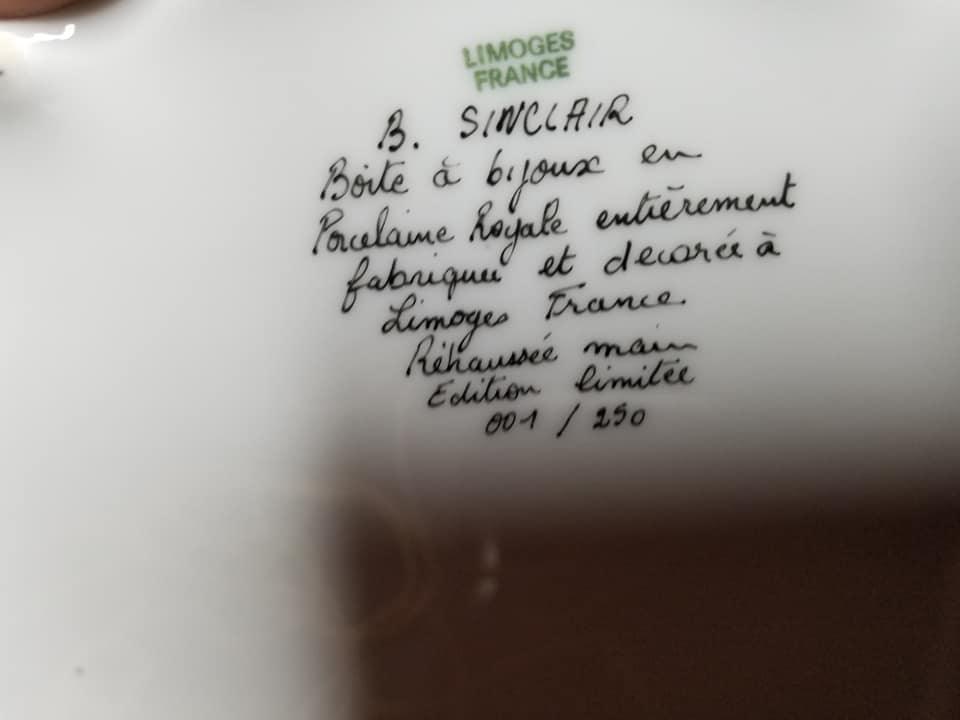 LIMOGES
FRANCE
B. SINCLAIR
Boite à bijoux en
Porcelaine Royale entièrement
fabriquée et decorée à
Limoges France.
Réhaussée main
Edition limitée
001 / 250